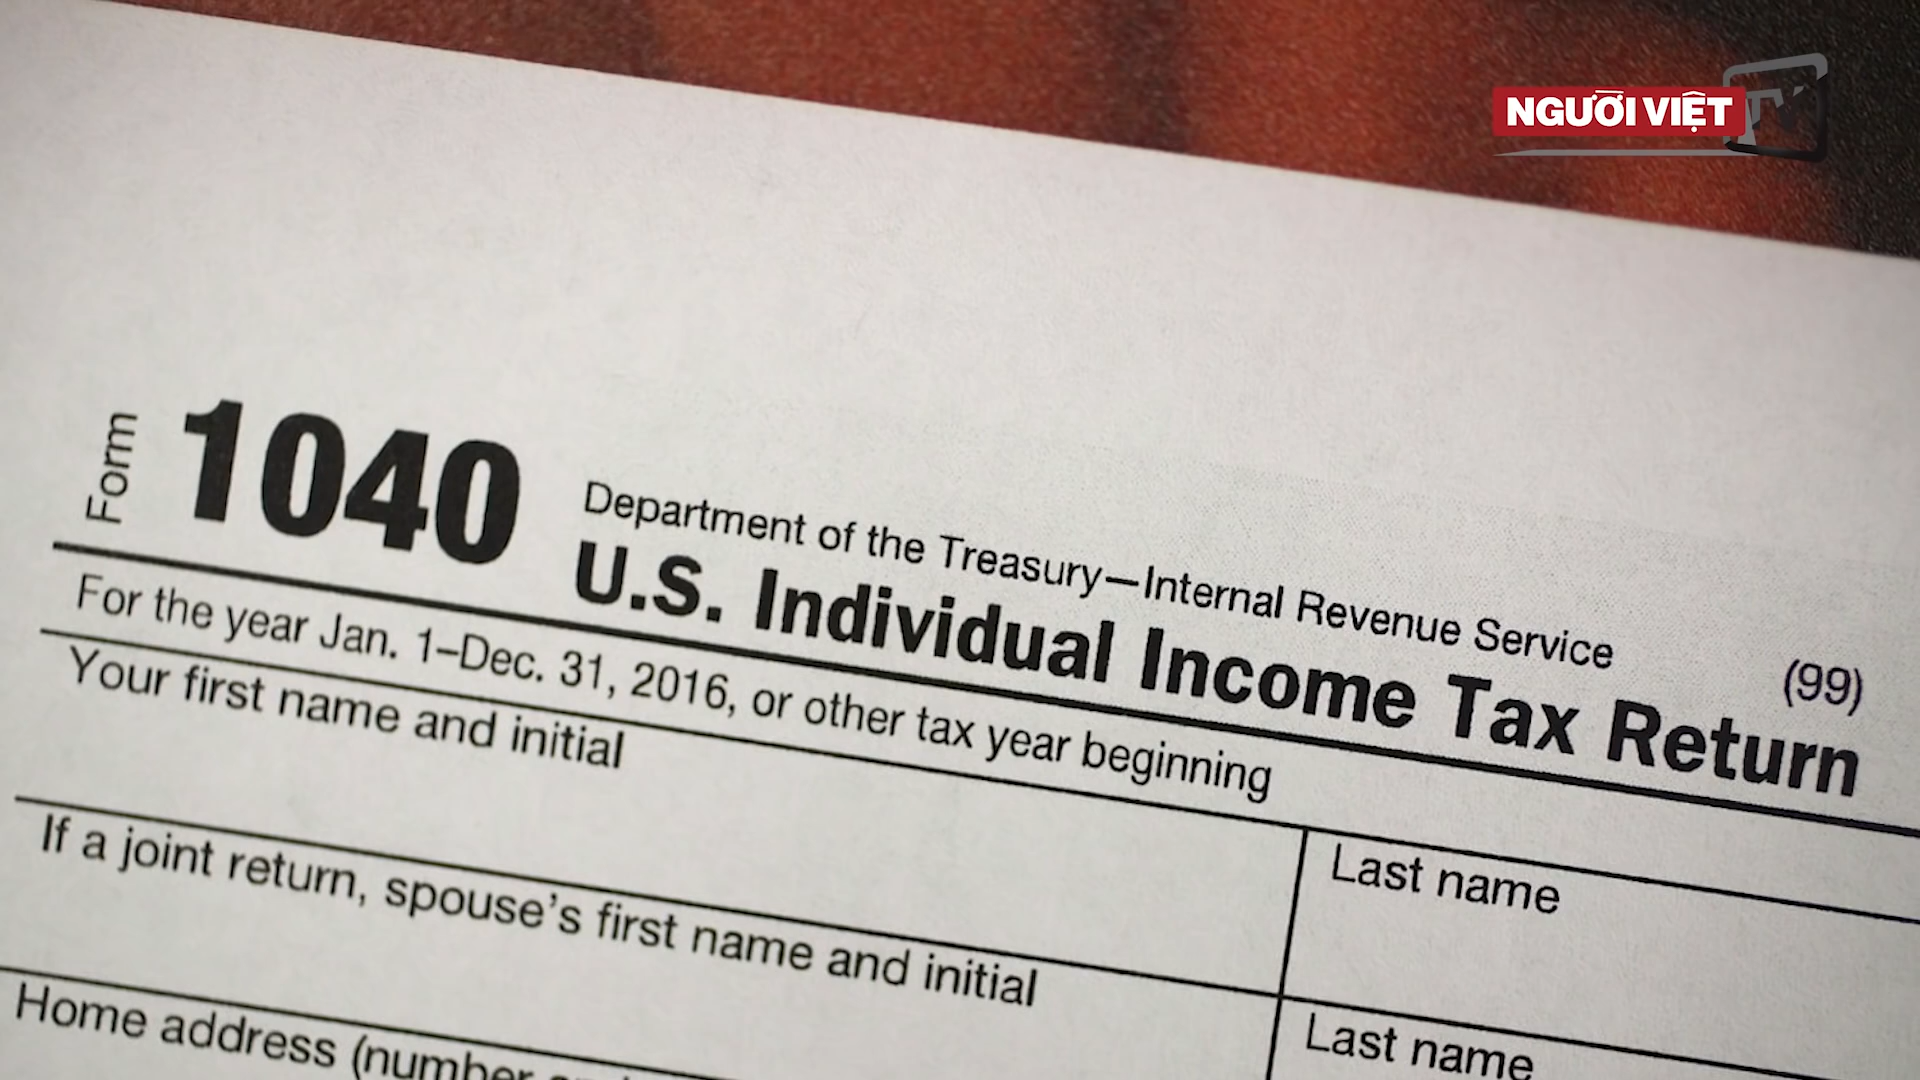 NGƯỜI VIỆT TV
Form 1040
Department of the Treasury—Internal Revenue Service (99)
U.S. Individual Income Tax Return
For the year Jan. 1–Dec. 31, 2016, or other tax year beginning
Your first name and initial
Last name
If a joint return, spouse's first name and initial
Last name
Home address (number